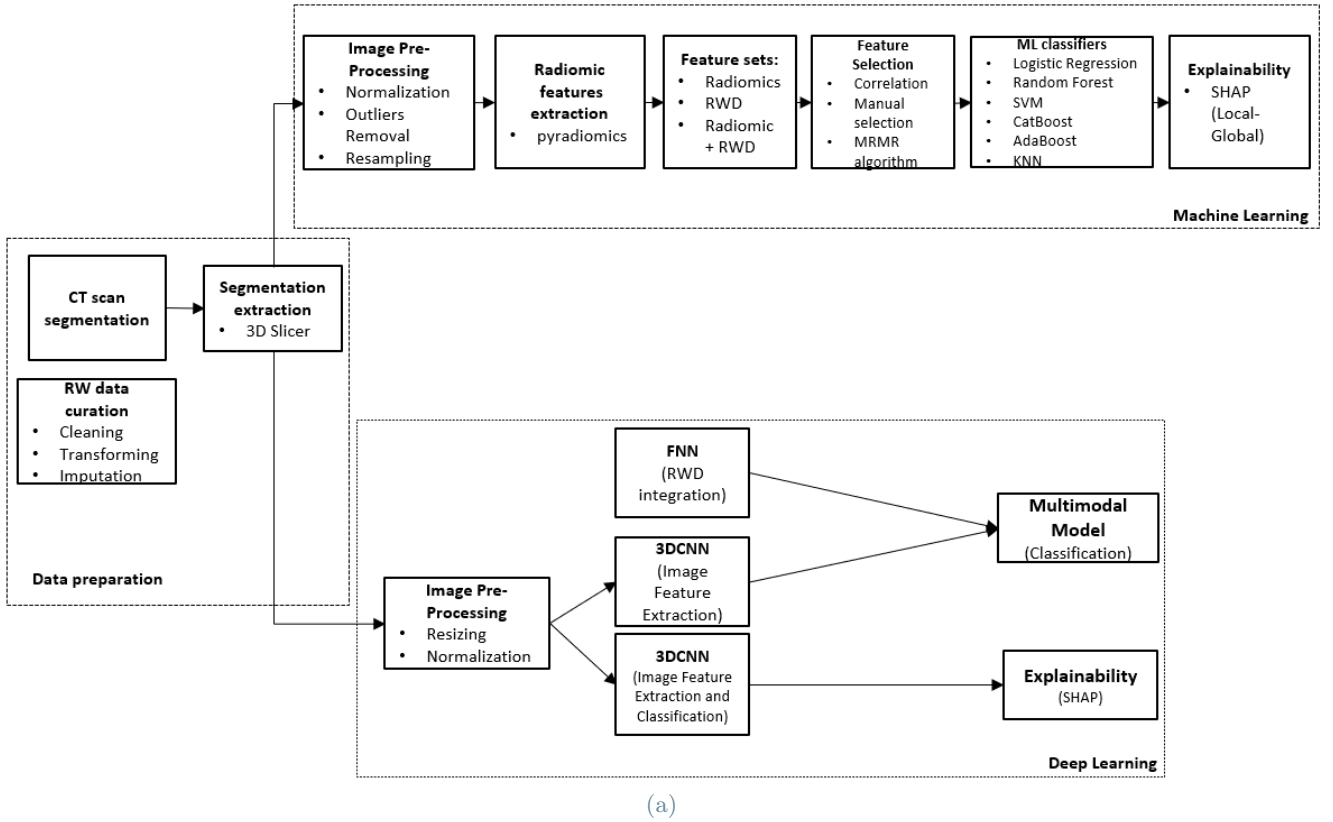 Image Pre-
Processing
• Normalization
• Outliers
Removal
• Resampling
Radiomic
features
extraction
• pyradiomics
Feature sets:
• Radiomics
• RWD
• Radiomic
+ RWD
Feature
Selection
• Correlation
• Manual
selection
• MRMR
algorithm
ML classifiers
• Logistic Regression
• Random Forest
• SVM
• CatBoost
• AdaBoost
• KNN
Explainability
• SHAP
(Local-
Global)
Machine Learning
CT scan
segmentation
Segmentation
extraction
• 3D Slicer
RW data
curation
• Cleaning
• Transforming
• Imputation
Data preparation
Image Pre-
Processing
• Resizing
• Normalization
FNN
(RWD
integration)
3DCNN
(Image
Feature
Extraction)
3DCNN
(Image Feature
Extraction and
Classification)
Multimodal
Model
(Classification)
Explainability
(SHAP)
Deep Learning
(a)